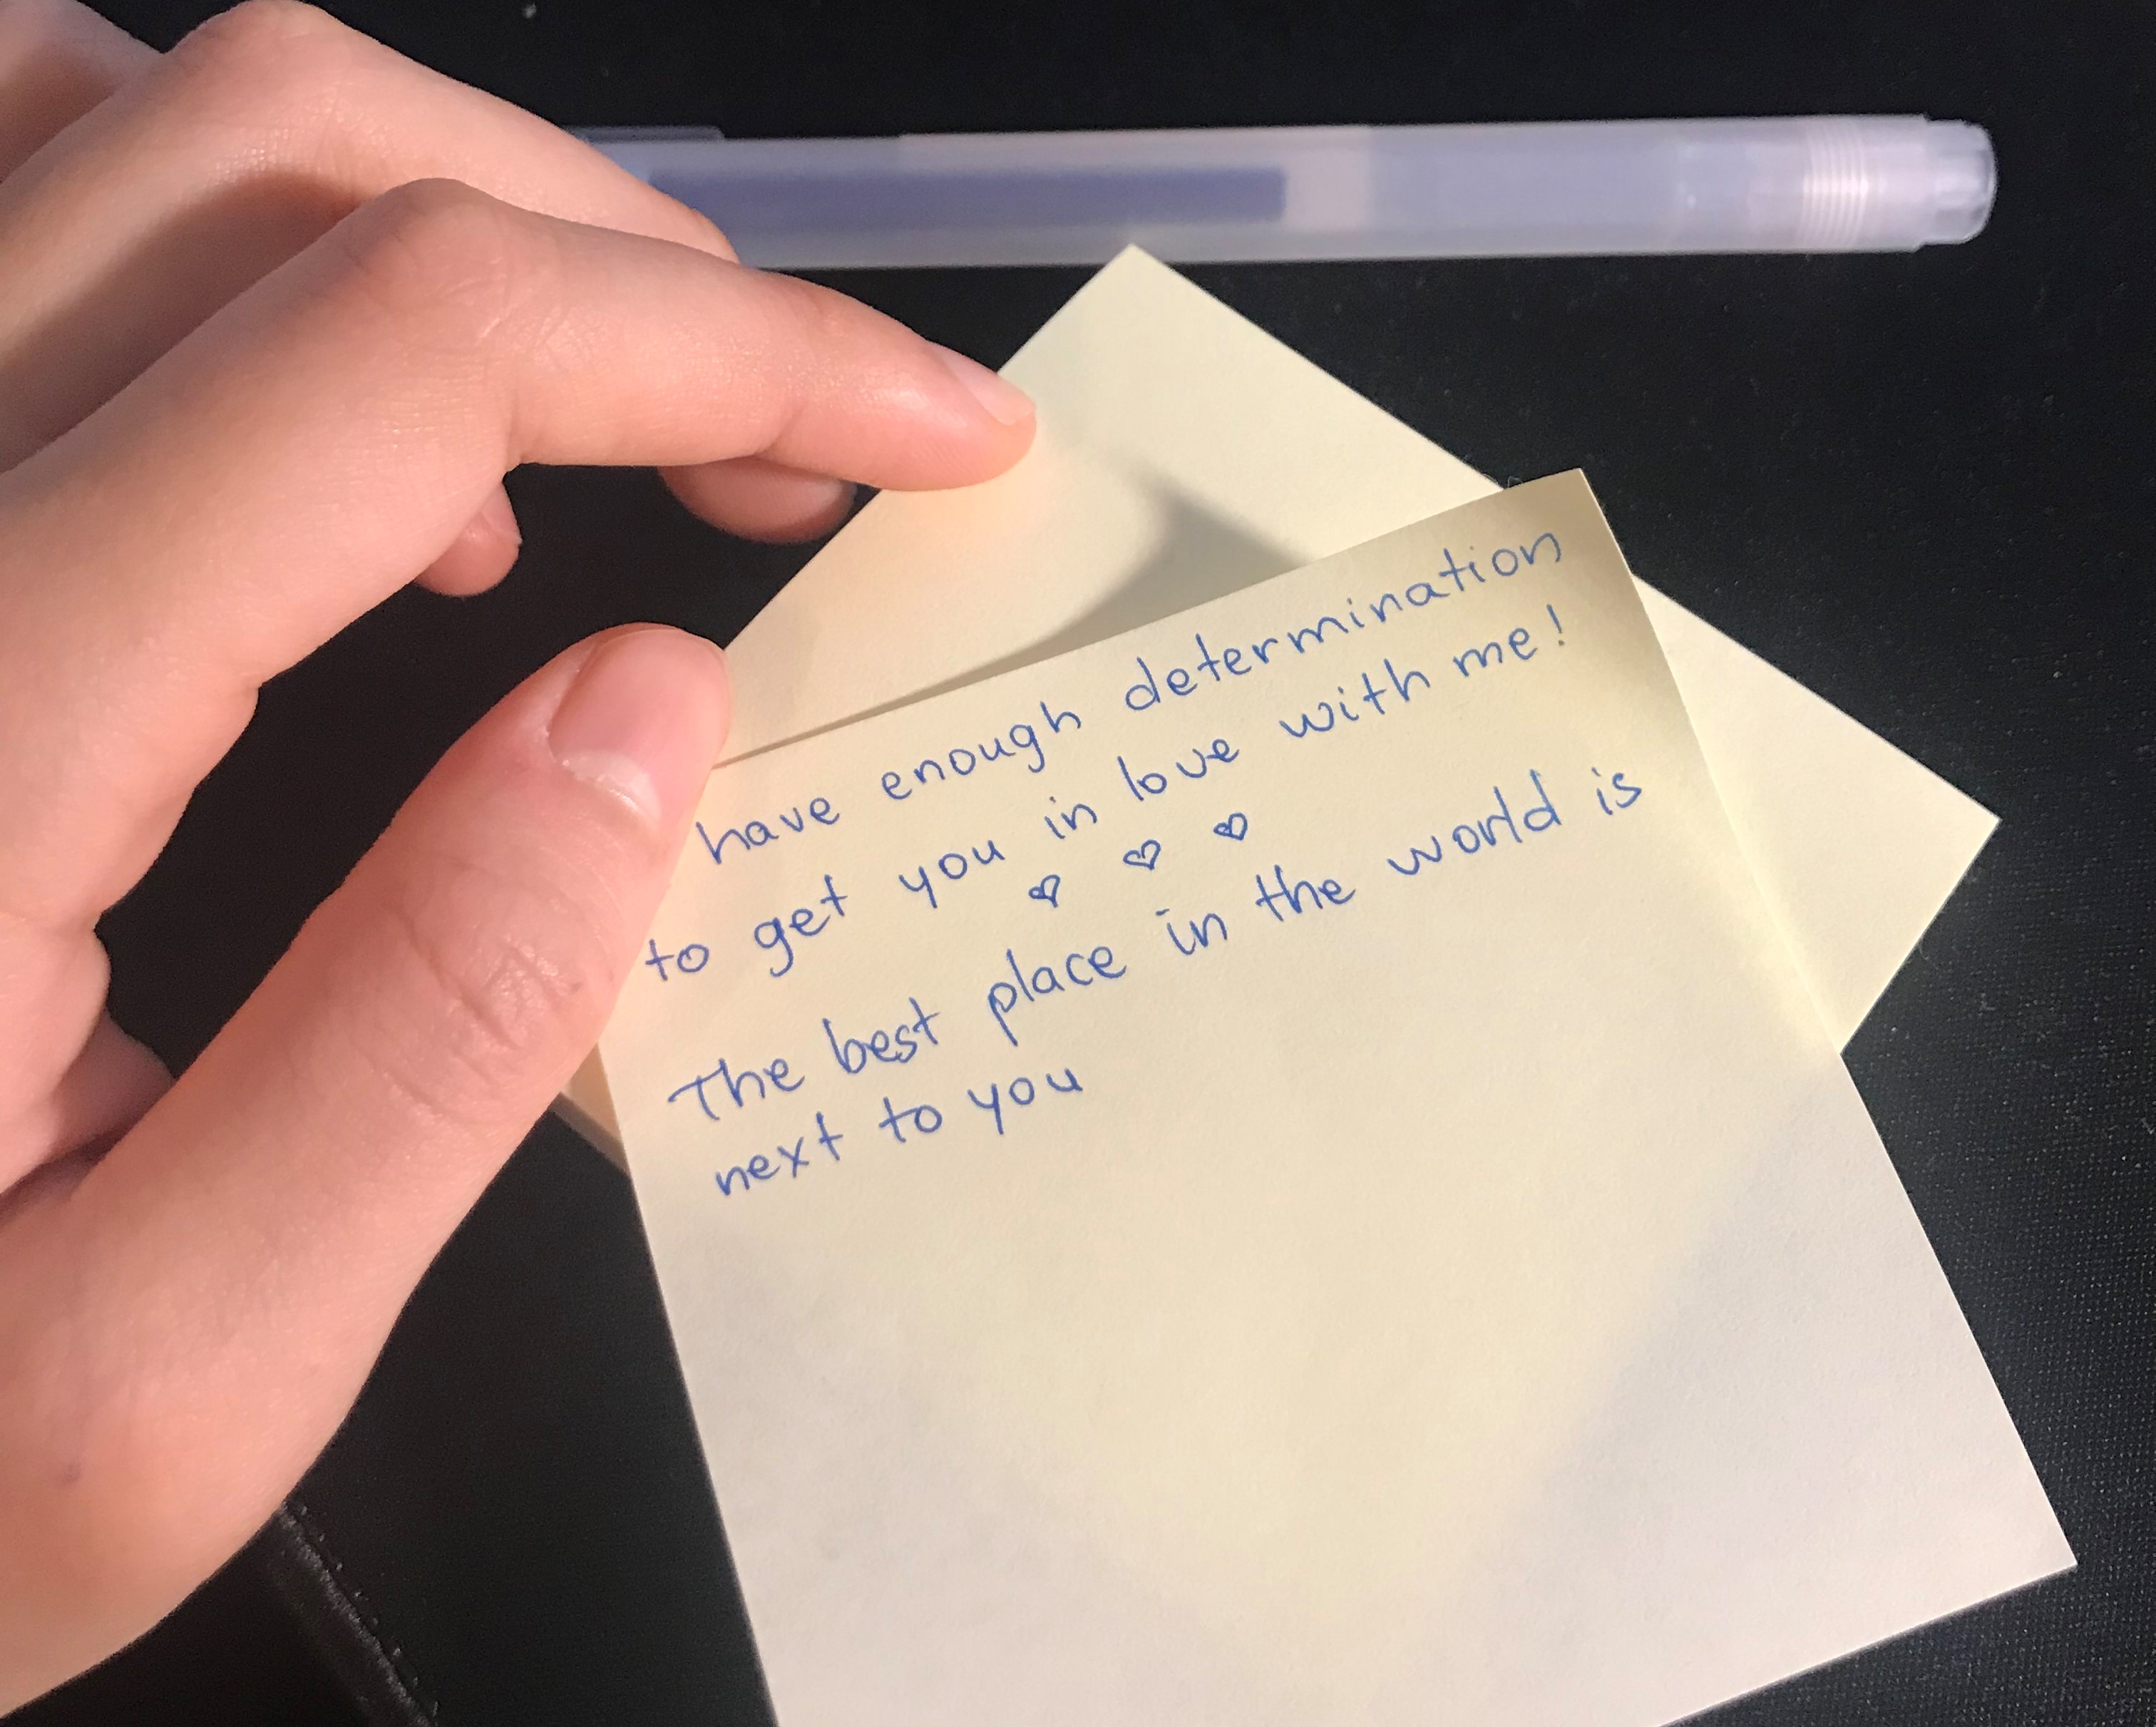 have enough determination
to get you in love with me!
♡ ♡ ♡
The best place in the world is
next to you